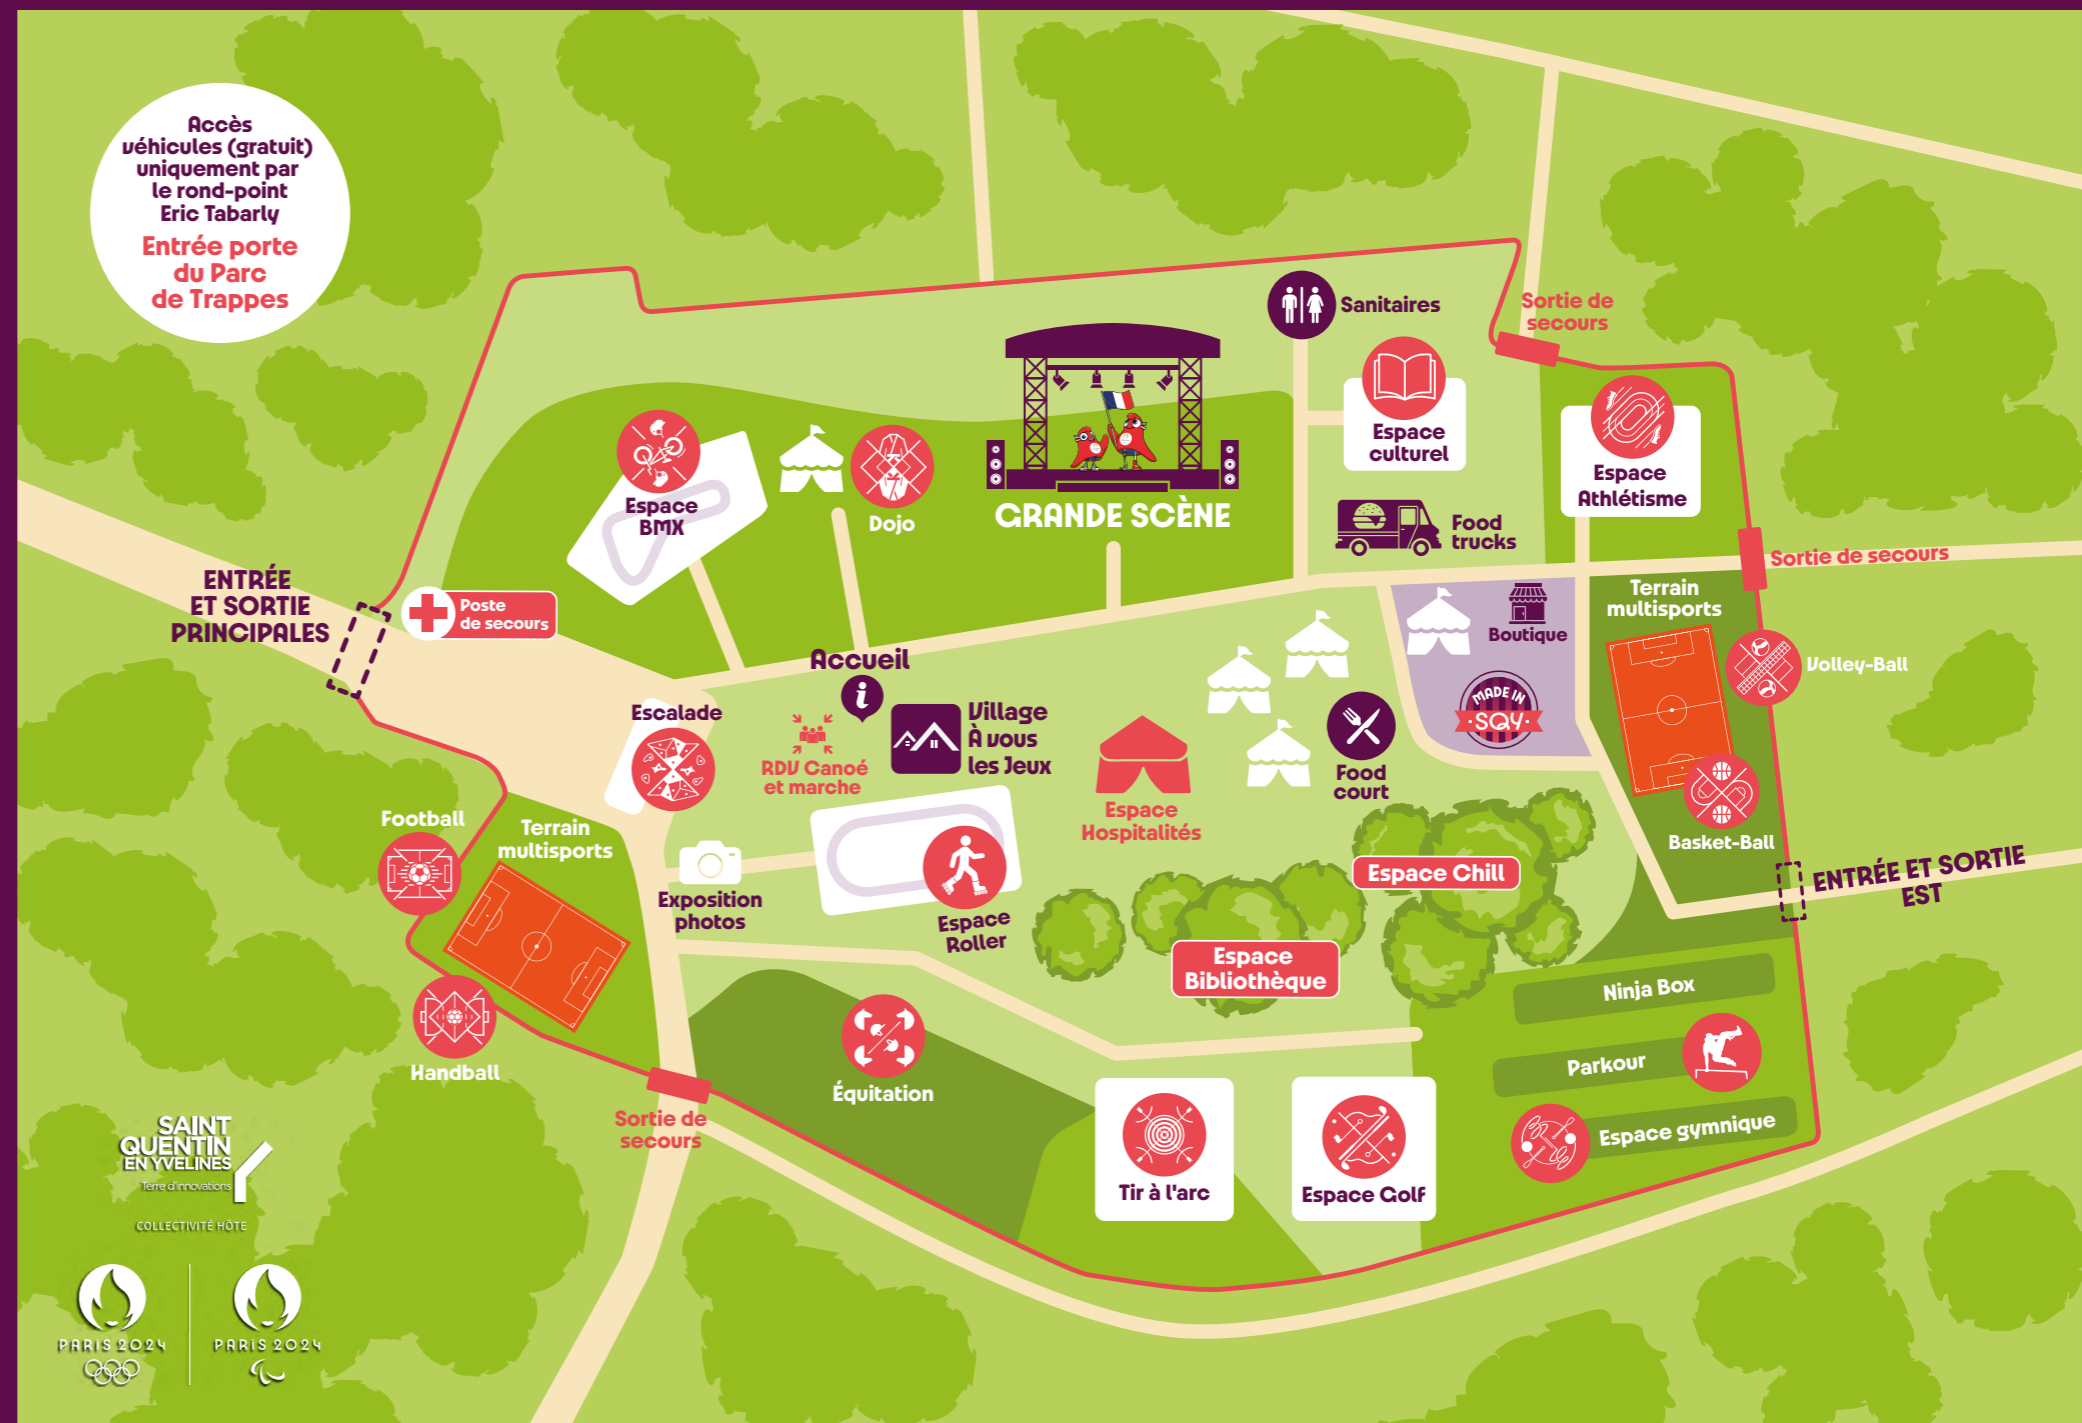 Accès
véhicules (gratuit)
uniquement par
le rond-point
Eric Tabarly
Entrée porte
du Parc
de Trappes
Sanitaires
Sortie de
secours
Espace
culturel
Espace
Athlétisme
Espace
BMX
Dojo
GRANDE SCÈNE
Food
trucks
Sortie de secours
ENTRÉE
ET SORTIE
PRINCIPALES
Poste
de secours
Terrain
multisports
Boutique
Volley-Ball
Accueil
Escalade
Village
À vous
les Jeux
RDV Canoé
et marche
MADE IN
SQY
Espace
Hospitalités
Food
court
Basket-Ball
Football
Terrain
multisports
Exposition
photos
Espace
Roller
Espace Chill
ENTRÉE ET SORTIE
EST
Espace
Bibliothèque
Ninja Box
Handball
Équitation
Parkour
Espace gymnique
Sortie de
secours
Tir à l'arc
Espace Golf
SAINT
QUENTIN
EN YVELINES
Terre d'innovations
COLLECTIVITÉ HÔTE
PARIS 2024
PARIS 2024